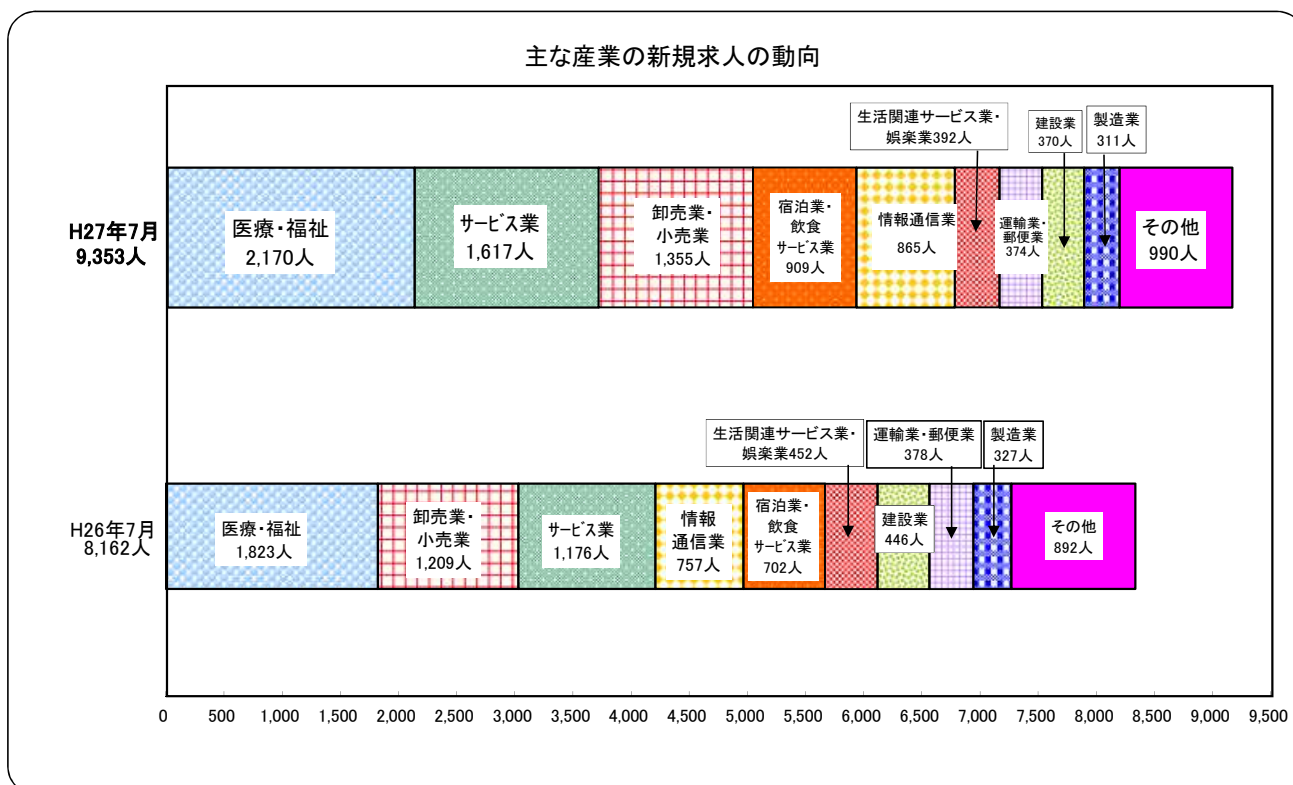 主な産業の新規求人の動向
生活関連サービス業・
娯楽業392人
建設業
370人
製造業
311人
H27年7月
9,353人
医療・福祉
2,170人
サービス業
1,617人
卸売業・
小売業
1,355人
宿泊業・
飲食
サービス業
909人
情報通信業
865人
運輸業・
郵便業
374人
その他
990人
生活関連サービス業・
娯楽業452人
運輸業・郵便業
378人
製造業
327人
H26年7月
8,162人
医療・福祉
1,823人
卸売業・
小売業
1,209人
サービス業
1,176人
情報
通信業
757人
宿泊業・
飲食
サービス業
702人
建設業
446人
その他
892人
0 500 1,000 1,500 2,000 2,500 3,000 3,500 4,000 4,500 5,000 5,500 6,000 6,500 7,000 7,500 8,000 8,500 9,000 9,500